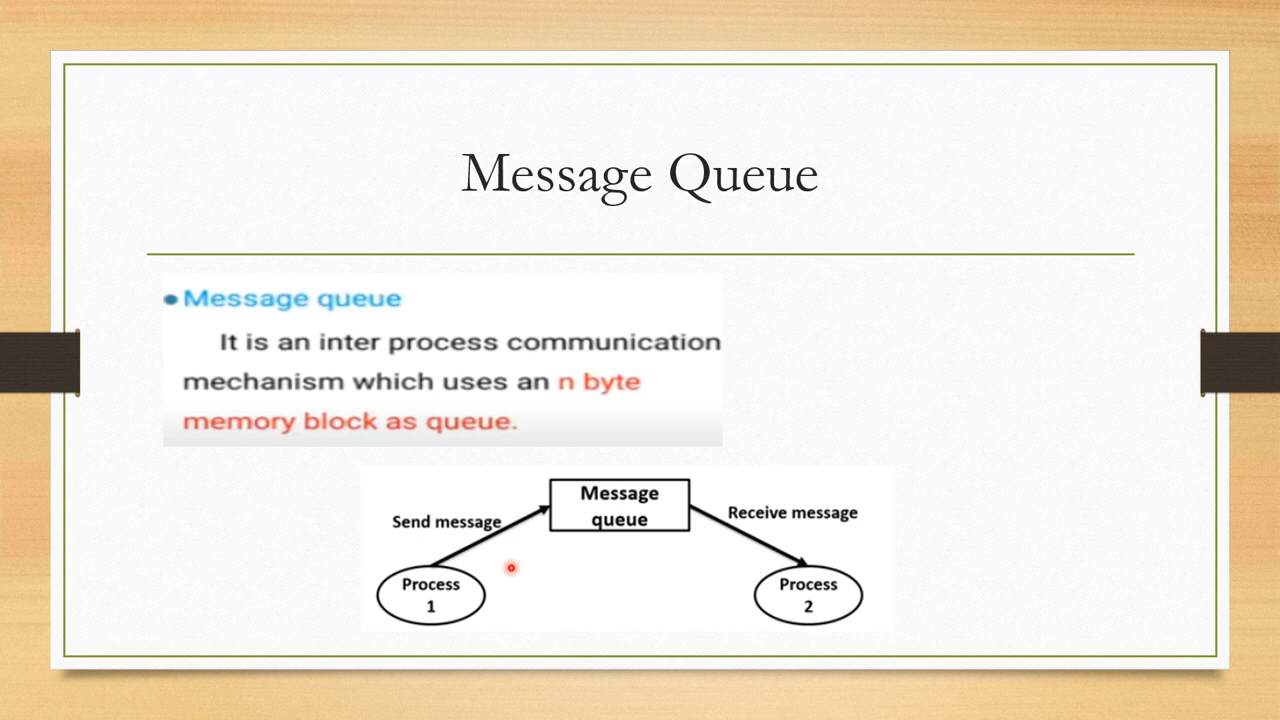 Message Queue
Message queue
It is an inter process communication
mechanism which uses an n byte
memory block as queue.
Message
queue
Send message
Receive message
Process
1
Process
2